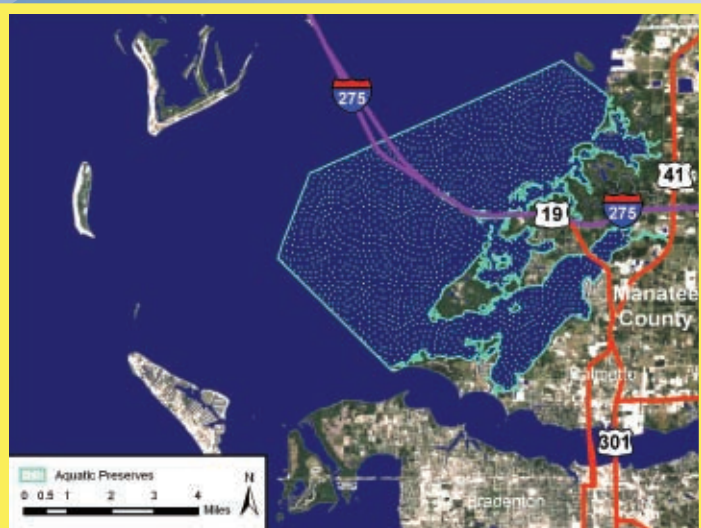 275
41
19
275
Manatee
County
Palmetto
301
Aquatic Preserves
N
0 0.5 1 2 3 4
Miles
Bradenton